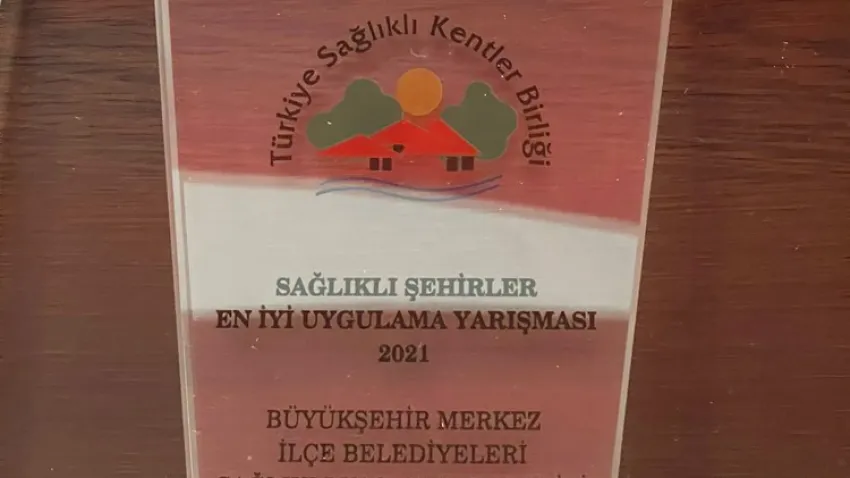 Türkiye Sağlıklı Kentler Birliği
SAĞLIKLI ŞEHİRLER
EN İYİ UYGULAMA YARIŞMASI
2021
BÜYÜKŞEHİR MERKEZ
İLÇE BELEDİYELERİ